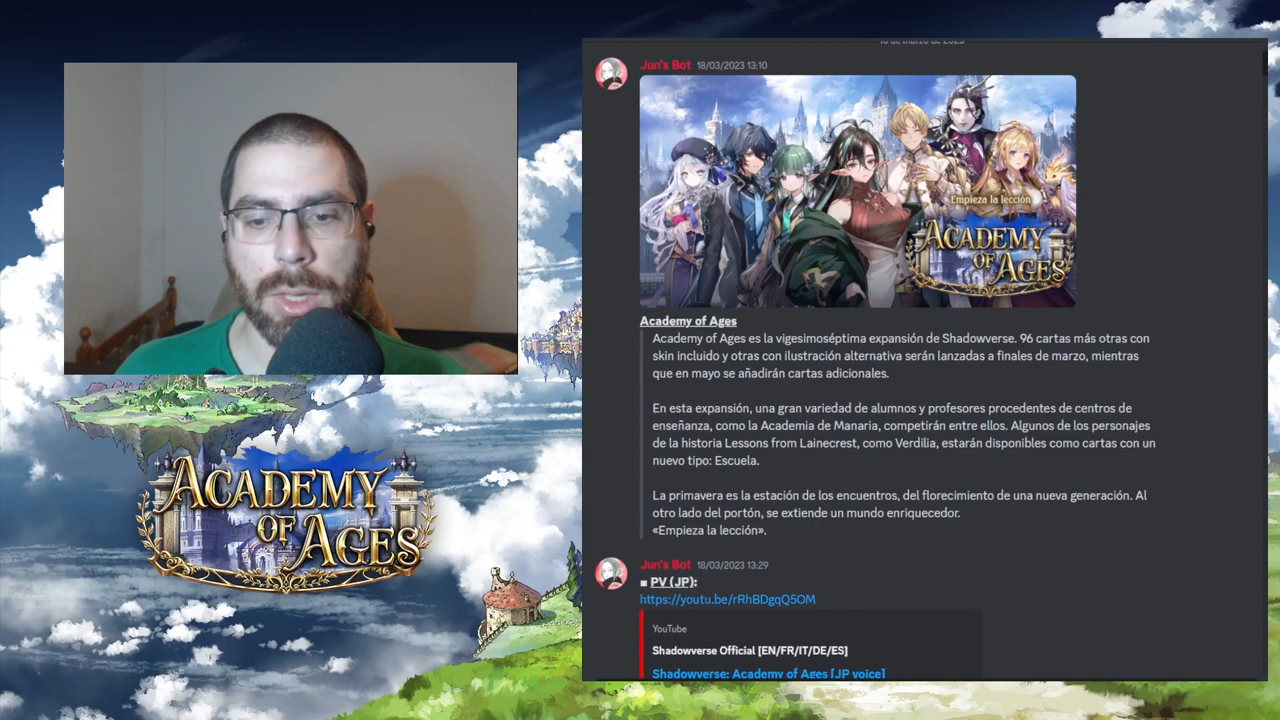 18 de marzo de 2023
Jun's Bot 18/03/2023 13:10
Empieza la lección
ACADEMY
OF AGES
Academy of Ages
Academy of Ages es la vigesimoséptima expansión de Shadowverse. 96 cartas más otras con
skin incluido y otras con ilustración alternativa serán lanzadas a finales de marzo, mientras
que en mayo se añadirán cartas adicionales.
En esta expansión, una gran variedad de alumnos y profesores procedentes de centros de
enseñanza, como la Academia de Manaria, competirán entre ellos. Algunos de los personajes
de la historia Lessons from Lainecrest, como Verdilia, estarán disponibles como cartas con un
nuevo tipo: Escuela.
La primavera es la estación de los encuentros, del florecimiento de una nueva generación. Al
otro lado del portón, se extiende un mundo enriquecedor.
«Empieza la lección».
Jun's Bot 18/03/2023 13:29
■ PV (JP):
https://youtu.be/rRhBDgqQ5OM
YouTube
Shadowverse Official [EN/FR/IT/DE/ES]
Shadowverse: Academy of Ages [JP voice]
ACADEMY
OF AGES